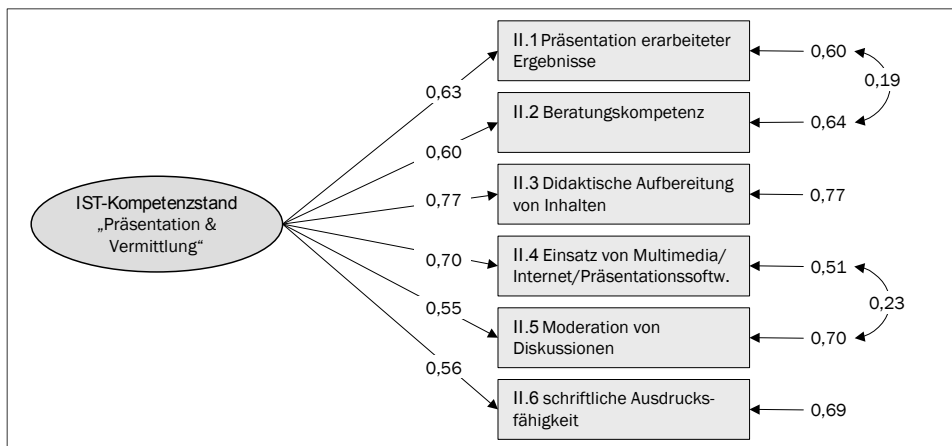 II.1 Präsentation erarbeiteter
Ergebnisse
0,60
0,19
0,63
II.2 Beratungskompetenz
0,64
0,60
IST-Kompetenzstand
„Präsentation &
Vermittlung“
0,77
II.3 Didaktische Aufbereitung
von Inhalten
0,77
0,70
II.4 Einsatz von Multimedia/
Internet/Präsentationssoftw.
0,51
0,23
0,55
II.5 Moderation von
Diskussionen
0,70
0,56
II.6 schriftliche Ausdrucks-
fähigkeit
0,69